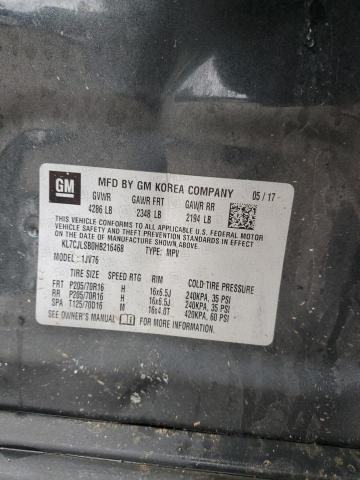 GM
MFD BY GM KOREA COMPANY 05 / 17
GVWR GAWR FRT GAWR RR
4286 LB 2348 LB 2194 LB
THIS VEHICLE CONFORMS TO ALL APPLICABLE U.S. FEDERAL
MOTOR VEHICLE SAFETY, BUMPER, AND THEFT PREVENTION
STANDARDS IN EFFECT ON THE DATE OF MANUFACTURE SHOWN ABOVE.
KL7CJLSB0HB216468 TYPE: MPV
MODEL : 1JV76
TIRE SIZE SPEED RTG RIM COLD TIRE PRESSURE
FRT P205/70R16 H 16x6.5J 240KPA, 35 PSI
RR P205/70R16 H 16x6.5J 240KPA, 35 PSI
SPA T125/70D16 M 16x4.0T 420KPA, 60 PSI
SEE OWNER'S MANUAL FOR MORE INFORMATION.